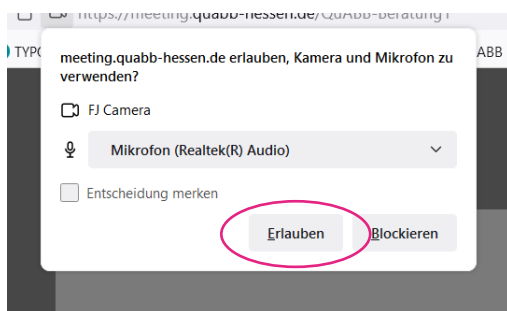 https://meeting.quabb-hessen.de/QuABB-Beratung1
TYPO
ABB
meeting.quabb-hessen.de erlauben, Kamera und Mikrofon zu
verwenden?
FJ Camera
Mikrofon (Realtek(R) Audio)
Entscheidung merken
Erlauben
Blockieren